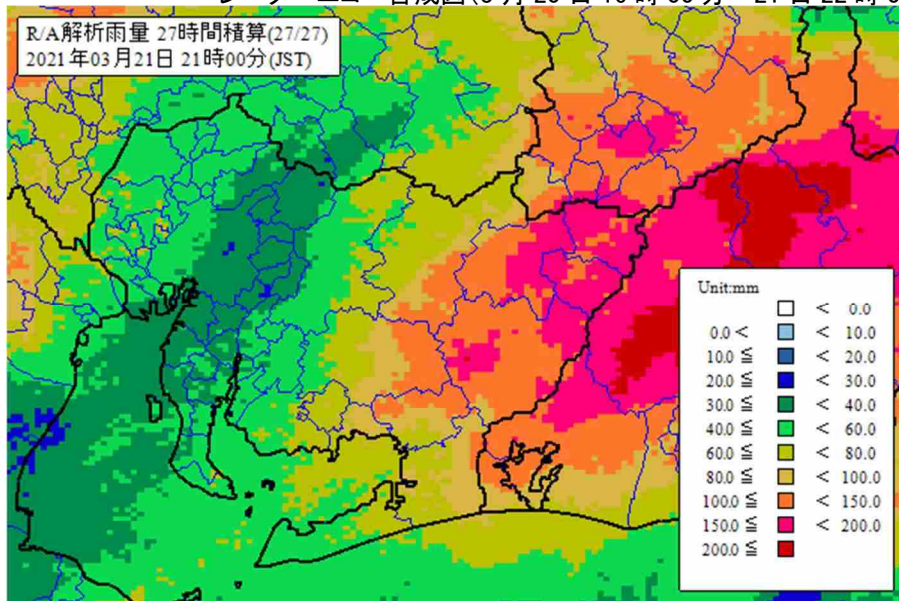 R/A解析雨量 27時間積算(27/27)
2021年03月21日 21時00分(JST)
Unit:mm
< 0.0
0.0 < < 10.0
10.0 ≦ < 20.0
20.0 ≦ < 30.0
30.0 ≦ < 40.0
40.0 ≦ < 60.0
60.0 ≦ < 80.0
80.0 ≦ < 100.0
100.0 ≦ < 150.0
150.0 ≦ < 200.0
200.0 ≦